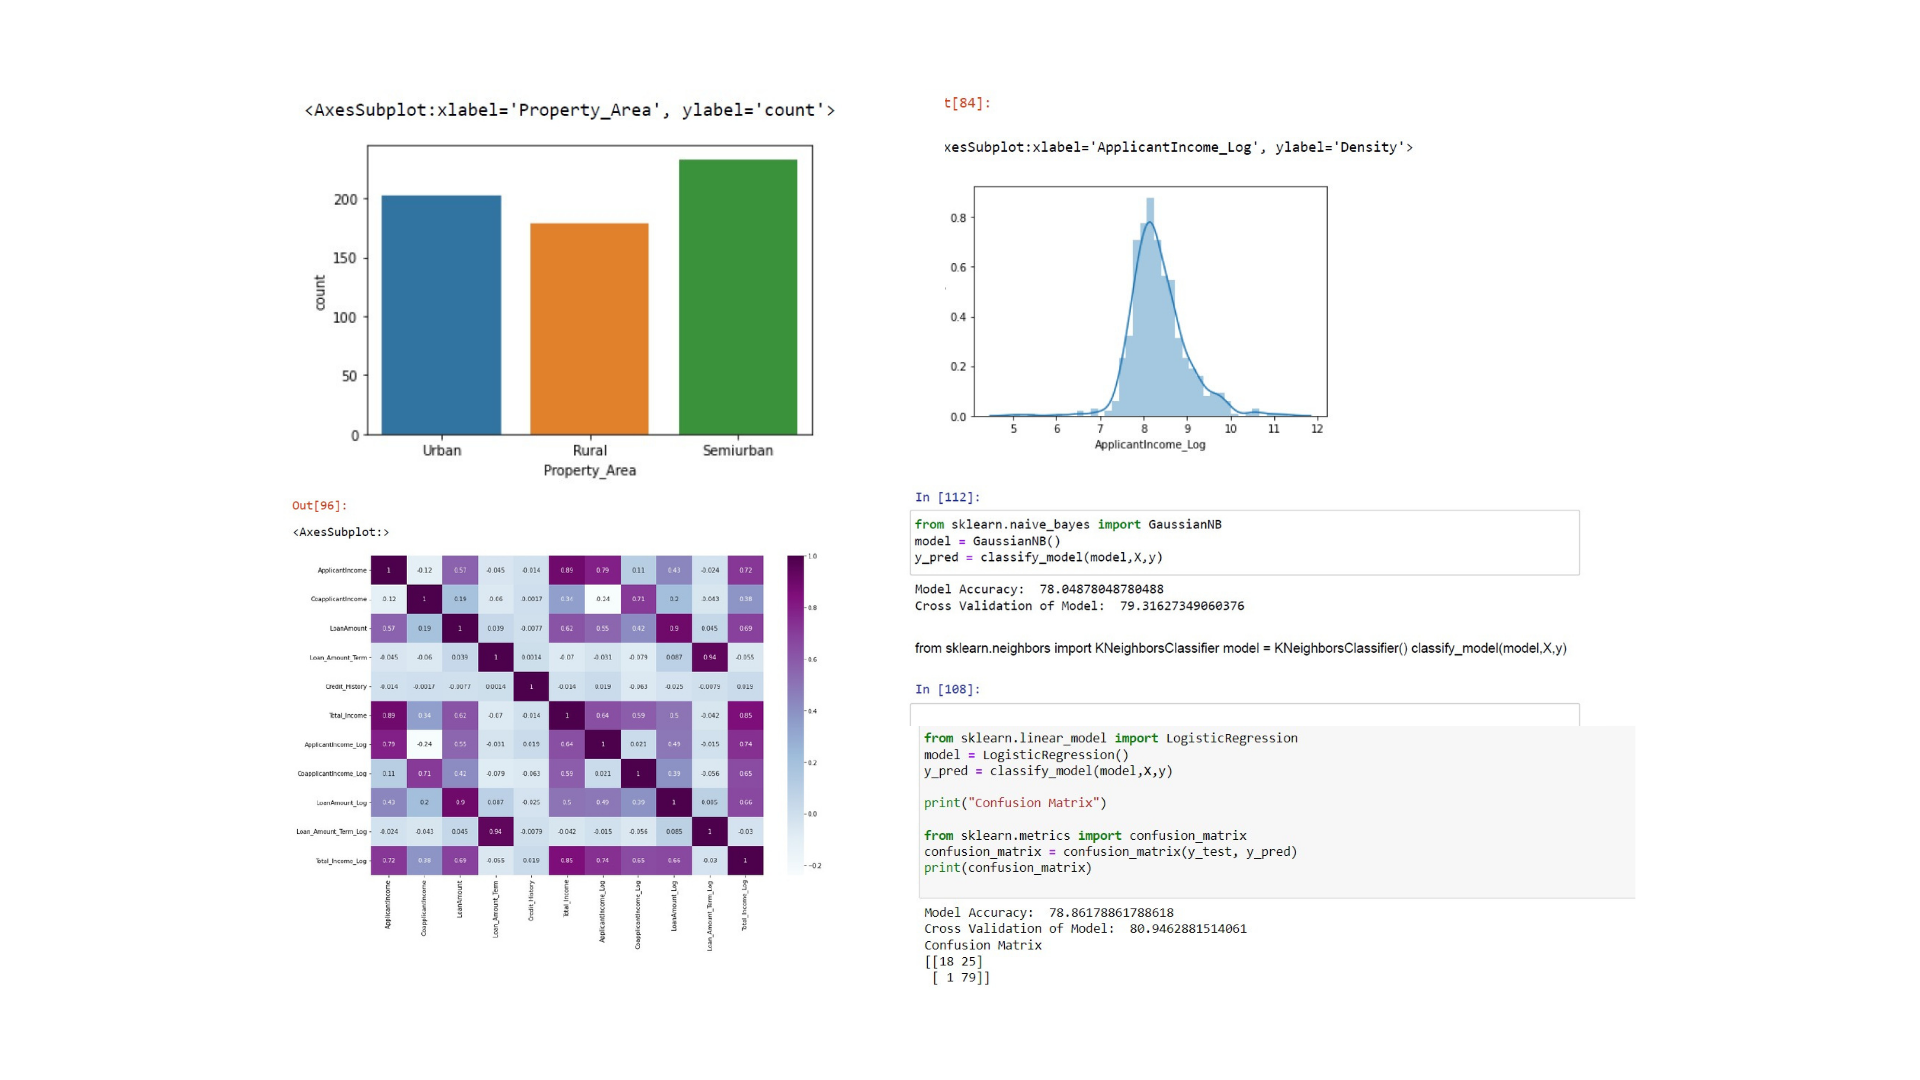 <AxesSubplot:xlabel='Property_Area', ylabel='count'>
200
150
100
50
0
count
Urban Rural Semiurban
Property_Area
t[84]:
xesSubplot:xlabel='ApplicantIncome_Log', ylabel='Density'>
0.8
0.6
0.4
0.2
0.0
5 6 7 8 9 10 11 12
ApplicantIncome_Log
Out[96]:
<AxesSubplot:>
ApplicantIncome 1 -0.12 0.57 -0.045 -0.014 0.89 0.79 0.11 0.43 -0.024 0.72
CoapplicantIncome -0.12 1 0.19 -0.06 -0.0017 0.34 -0.24 0.71 0.2 -0.043 0.38
LoanAmount 0.57 0.19 1 0.039 -0.0077 0.62 0.55 0.42 0.9 0.045 0.69
Loan_Amount_Term -0.045 -0.06 0.039 1 0.0014 -0.07 -0.031 -0.079 0.087 0.94 -0.055
Credit_History -0.014 -0.0017 -0.0077 0.0014 1 -0.014 0.019 -0.063 -0.025 -0.0079 0.019
Total_Income 0.89 0.34 0.62 -0.07 -0.014 1 0.64 0.59 0.5 -0.042 0.85
ApplicantIncome_Log 0.79 -0.24 0.55 -0.031 0.019 0.64 1 0.021 0.49 -0.015 0.74
CoapplicantIncome_Log 0.11 0.71 0.42 -0.079 -0.063 0.59 0.021 1 0.39 -0.056 0.65
LoanAmount_Log 0.43 0.2 0.9 0.087 -0.025 0.5 0.49 0.39 1 0.085 0.66
Loan_Amount_Term_Log -0.024 -0.043 0.045 0.94 -0.0079 -0.042 -0.015 -0.056 0.085 1 -0.03
Total_Income_Log 0.72 0.38 0.69 -0.055 0.019 0.85 0.74 0.65 0.66 -0.03 1
ApplicantIncome
CoapplicantIncome
LoanAmount
Loan_Amount_Term
Credit_History
Total_Income
ApplicantIncome_Log
CoapplicantIncome_Log
LoanAmount_Log
Loan_Amount_Term_Log
Total_Income_Log
1.0
0.8
0.6
0.4
0.2
0.0
-0.2
In [112]:
from sklearn.naive_bayes import GaussianNB
model = GaussianNB()
y_pred = classify_model(model,X,y)
Model Accuracy: 78.04878048780488
Cross Validation of Model: 79.31627349060376
from sklearn.neighbors import KNeighborsClassifier model = KNeighborsClassifier() classify_model(model,X,y)
In [108]:
from sklearn.linear_model import LogisticRegression
model = LogisticRegression()
y_pred = classify_model(model,X,y)
print("Confusion Matrix")
from sklearn.metrics import confusion_matrix
confusion_matrix = confusion_matrix(y_test, y_pred)
print(confusion_matrix)
Model Accuracy: 78.86178861788618
Cross Validation of Model: 80.9462881514061
Confusion Matrix
[[18 25]
[ 1 79]]